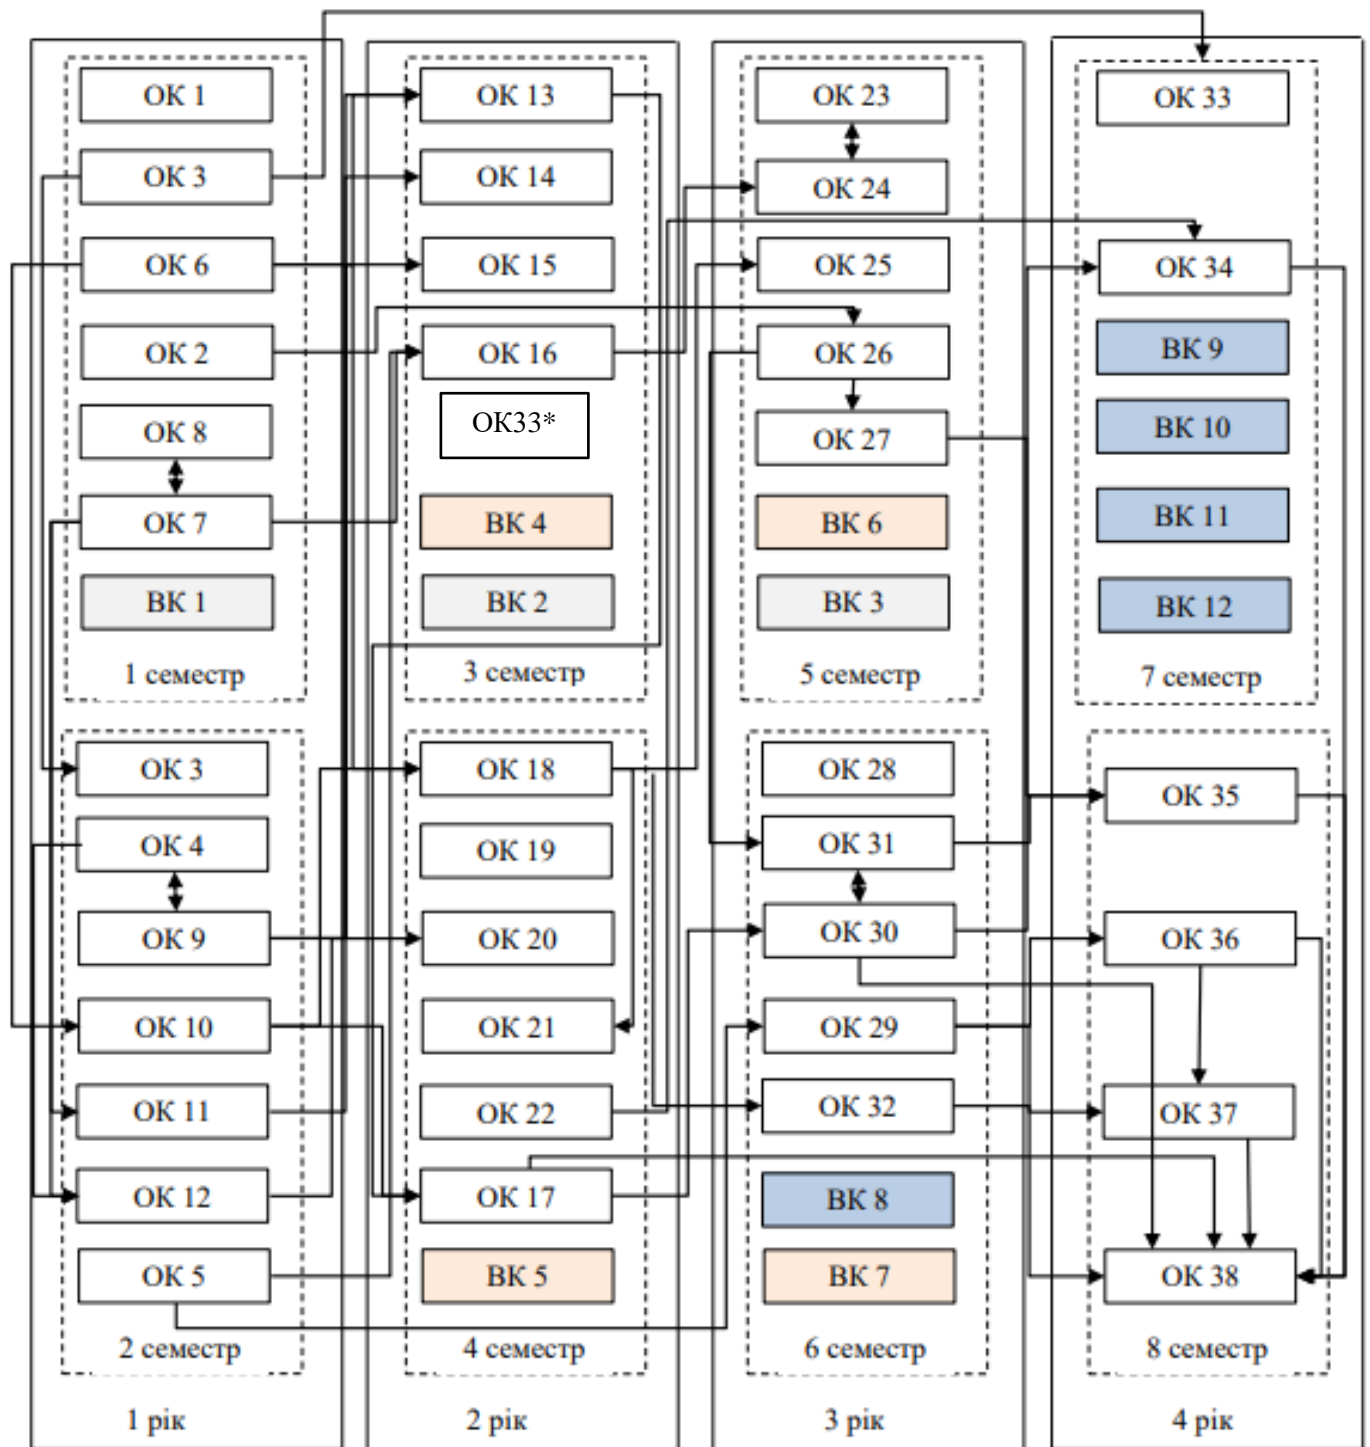 ОК 1
ОК 3
ОК 6
ОК 2
ОК 8
ОК 7
ВК 1
1 семестр
ОК 3
ОК 4
ОК 9
ОК 10
ОК 11
ОК 12
ОК 5
2 семестр
1 рік
ОК 13
ОК 14
ОК 15
ОК 16
ОК33*
ВК 4
ВК 2
3 семестр
ОК 18
ОК 19
ОК 20
ОК 21
ОК 22
ОК 17
ВК 5
4 семестр
2 рік
ОК 23
ОК 24
ОК 25
ОК 26
ОК 27
ВК 6
ВК 3
5 семестр
ОК 28
ОК 31
ОК 30
ОК 29
ОК 32
ВК 8
ВК 7
6 семестр
3 рік
ОК 33
ОК 34
ВК 9
ВК 10
ВК 11
ВК 12
7 семестр
ОК 35
ОК 36
ОК 37
ОК 38
8 семестр
4 рік